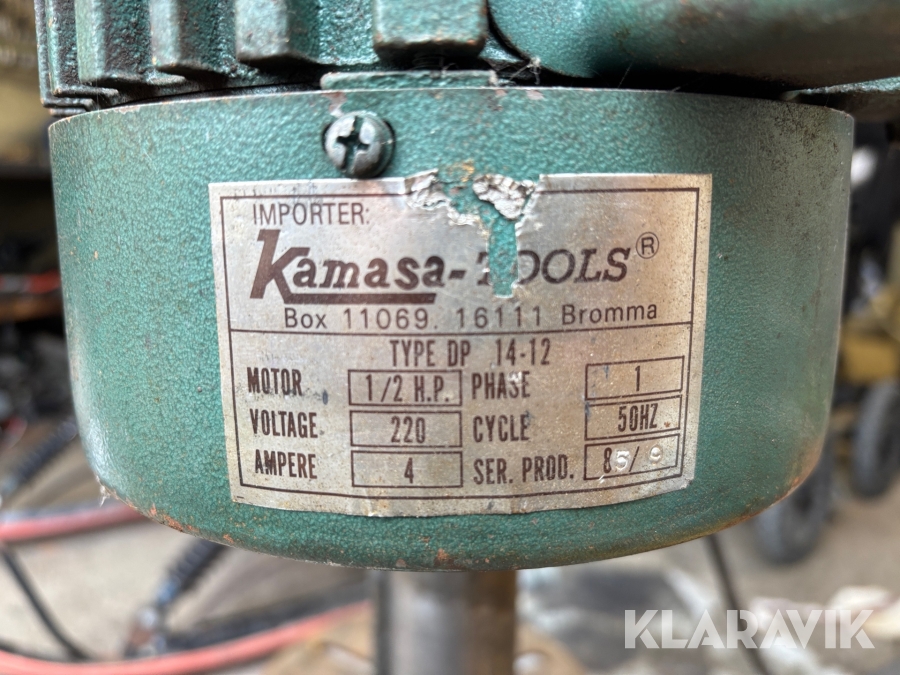 IMPORTER:
Kamasa-TOOLS®
Box 11069. 16111 Bromma
TYPE DP 14-12
MOTOR 1/2 H.P. PHASE 1
VOLTAGE 220 CYCLE 50HZ.
AMPERE 4 SER. PROD. 85/9
KLARAVIK